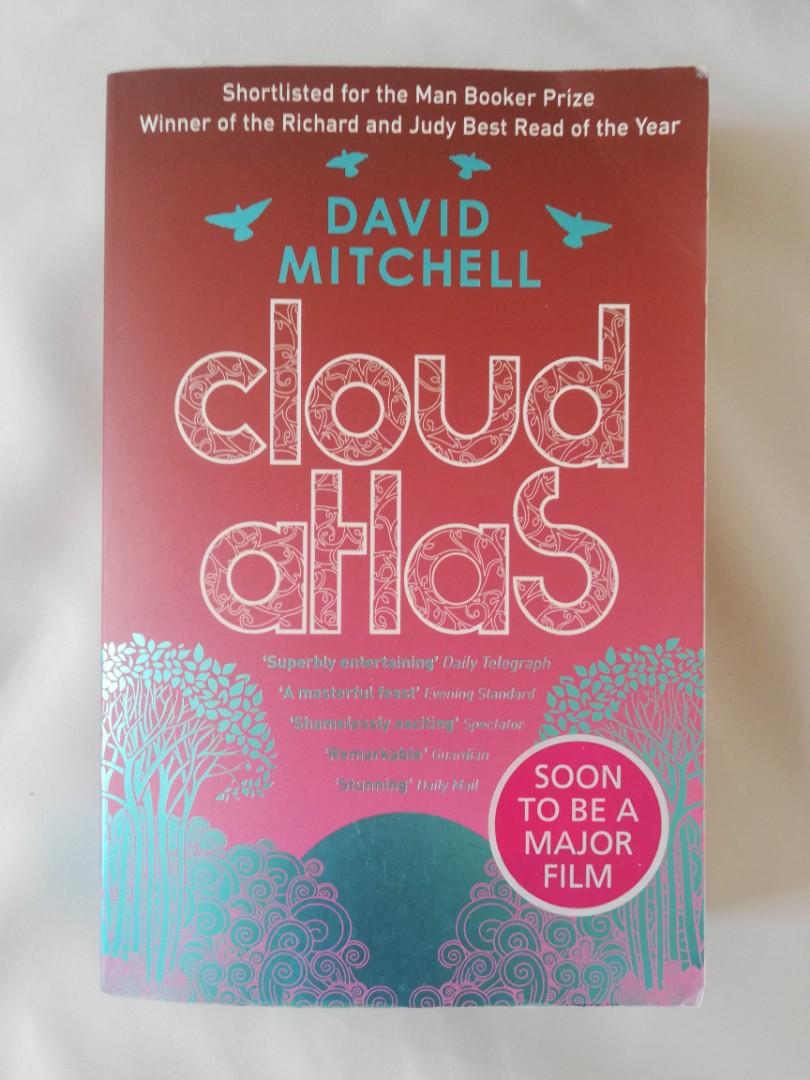 Shortlisted for the Man Booker Prize
Winner of the Richard and Judy Best Read of the Year
DAVID
MITCHELL
cloud
atlas
'Superbly entertaining' Daily Telegraph
'A masterful feast' Evening Standard
'Shamelessly exciting' Spectator
'Remarkable' Guardian
'Stunning' Daily Mail
SOON
TO BE A
MAJOR
FILM